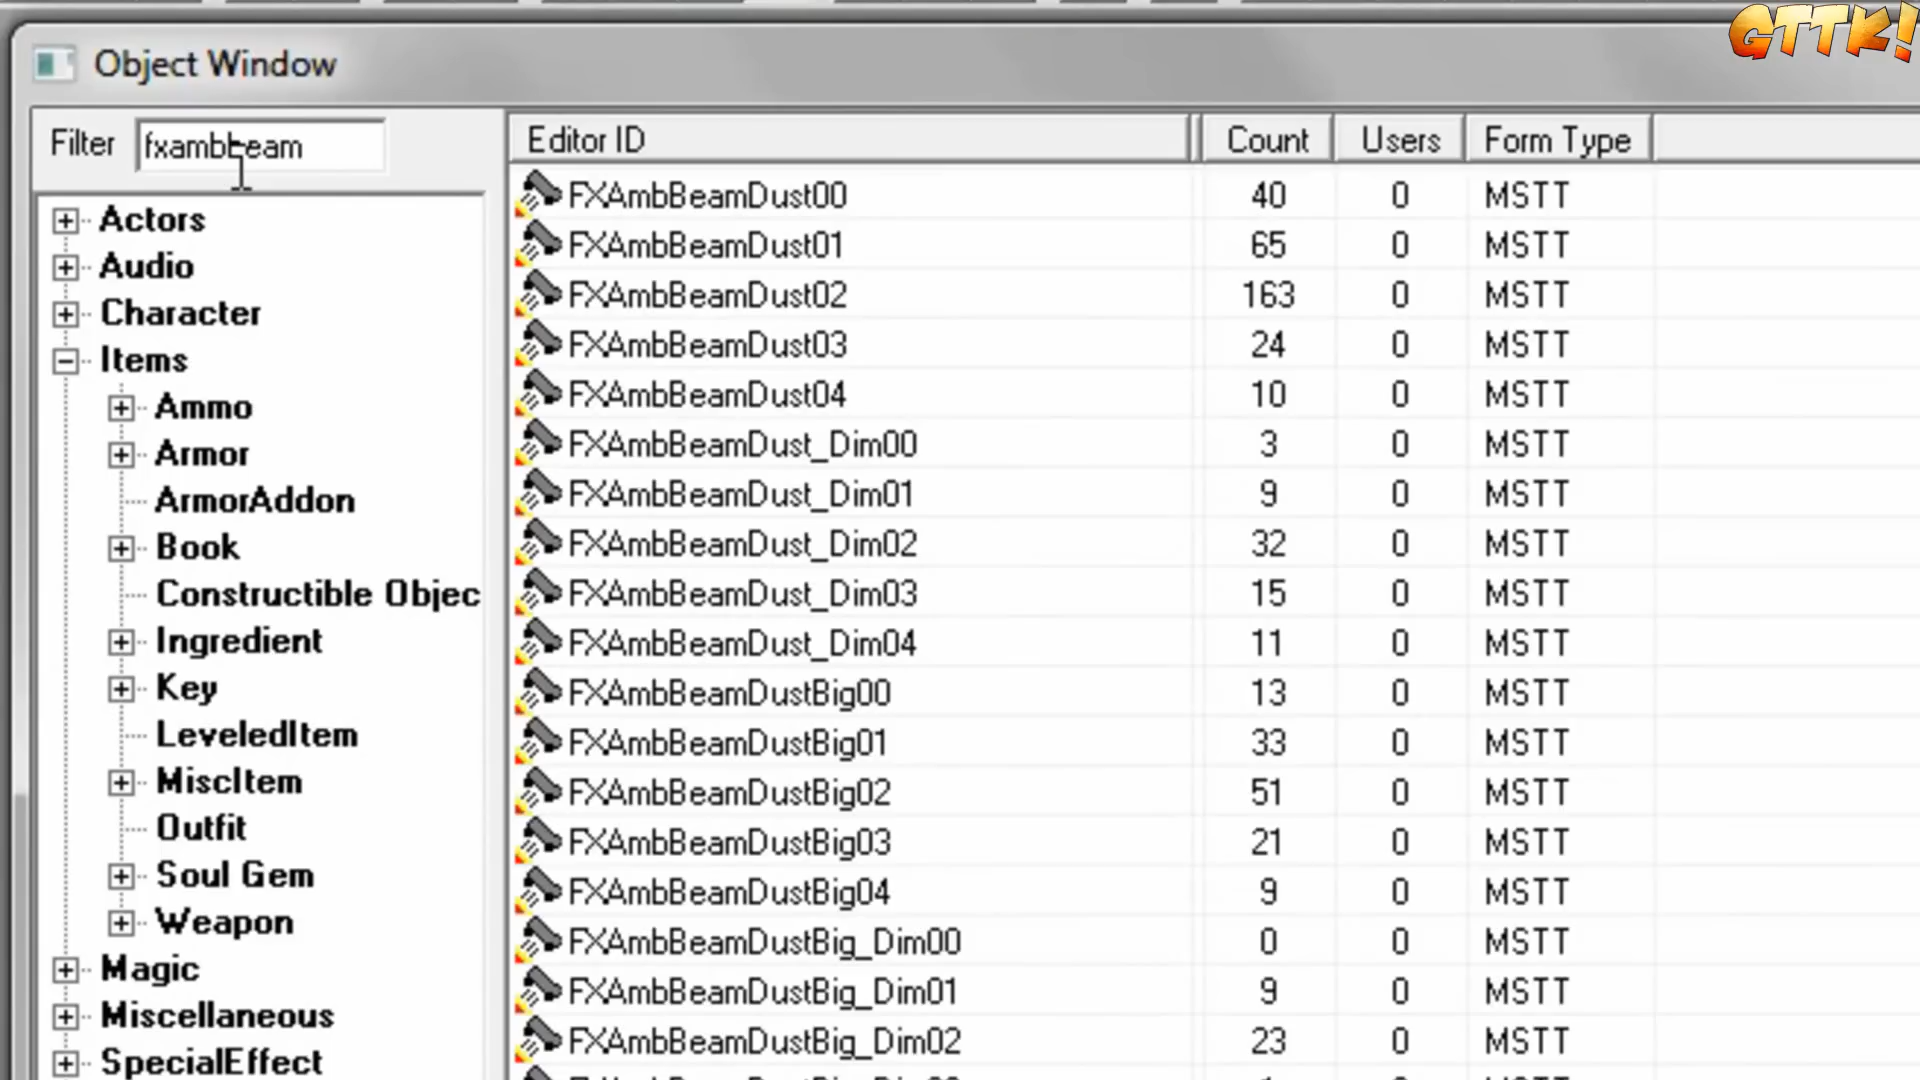 GTTK!
Object Window
Filter fxambbeam
Editor ID Count Users Form Type
FXAmbBeamDust00 40 0 MSTT
FXAmbBeamDust01 65 0 MSTT
FXAmbBeamDust02 163 0 MSTT
FXAmbBeamDust03 24 0 MSTT
FXAmbBeamDust04 10 0 MSTT
FXAmbBeamDust_Dim00 3 0 MSTT
FXAmbBeamDust_Dim01 9 0 MSTT
FXAmbBeamDust_Dim02 32 0 MSTT
FXAmbBeamDust_Dim03 15 0 MSTT
FXAmbBeamDust_Dim04 11 0 MSTT
FXAmbBeamDustBig00 13 0 MSTT
FXAmbBeamDustBig01 33 0 MSTT
FXAmbBeamDustBig02 51 0 MSTT
FXAmbBeamDustBig03 21 0 MSTT
FXAmbBeamDustBig04 9 0 MSTT
FXAmbBeamDustBig_Dim00 0 0 MSTT
FXAmbBeamDustBig_Dim01 9 0 MSTT
FXAmbBeamDustBig_Dim02 23 0 MSTT
Actors
Audio
Character
Items
Ammo
Armor
ArmorAddon
Book
Constructible Objec
Ingredient
Key
LeveledItem
MiscItem
Outfit
Soul Gem
Weapon
Magic
Miscellaneous
SpecialEffect